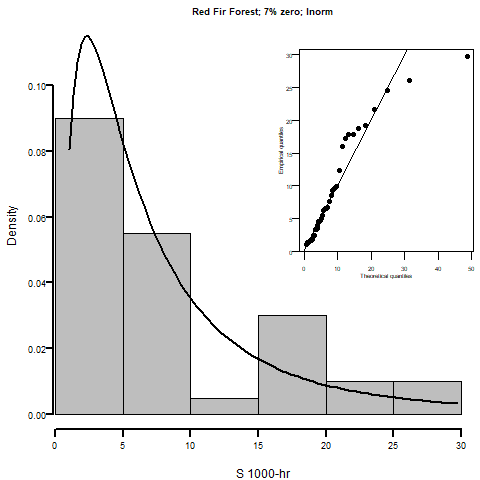 Red Fir Forest; 7% zero; lnorm
Density
0.00
0.02
0.04
0.06
0.08
0.10
0 5 10 15 20 25 30
S 1000-hr
Empirical quantiles
0
5
10
15
20
25
30
0 10 20 30 40 50
Theoretical quantiles